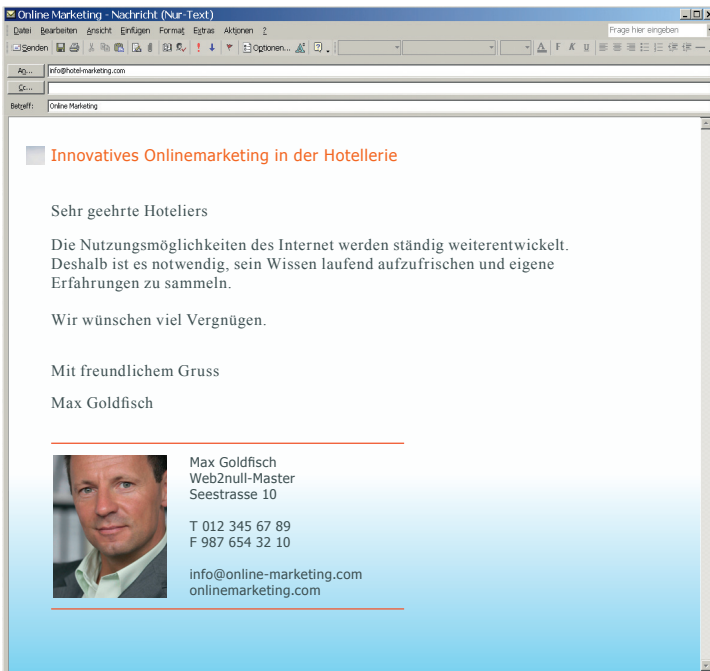 Online Marketing - Nachricht (Nur-Text)
Datei Bearbeiten Ansicht Einfügen Format Extras Aktionen ?
Frage hier eingeben
Senden Optionen... F K U
An... info@hotel-marketing.com
Cc...
Betreff: Online Marketing
Innovatives Onlinemarketing in der Hotellerie
Sehr geehrte Hoteliers
Die Nutzungsmöglichkeiten des Internet werden ständig weiterentwickelt.
Deshalb ist es notwendig, sein Wissen laufend aufzufrischen und eigene
Erfahrungen zu sammeln.
Wir wünschen viel Vergnügen.
Mit freundlichem Gruss
Max Goldfisch
Max Goldfisch
Web2null-Master
Seestrasse 10
T 012 345 67 89
F 987 654 32 10
info@online-marketing.com
onlinemarketing.com